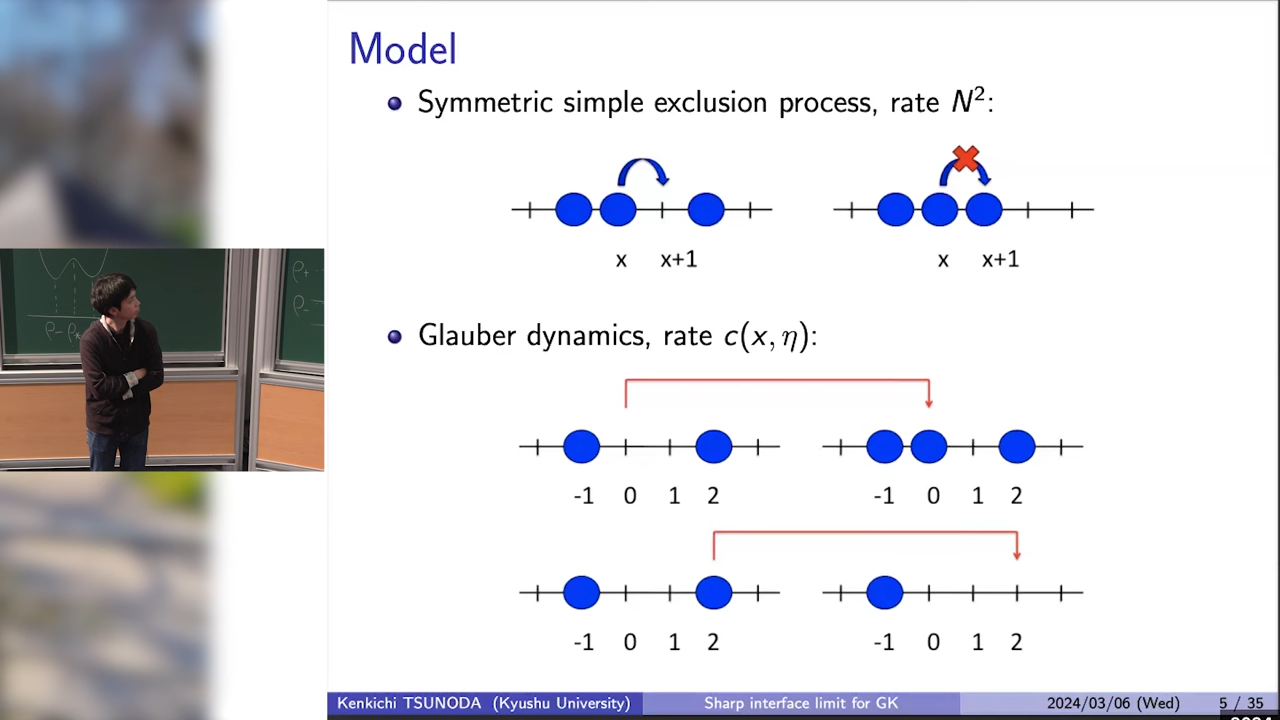 Model
Symmetric simple exclusion process, rate N²:
x x+1 x x+1
Glauber dynamics, rate c(x, η):
-1 0 1 2 -1 0 1 2
-1 0 1 2 -1 0 1 2
ρ₋ ρ*
ρ₊
ρ₋
Kenkichi TSUNODA (Kyushu University) Sharp interface limit for GK 2024/03/06 (Wed) 5 / 35